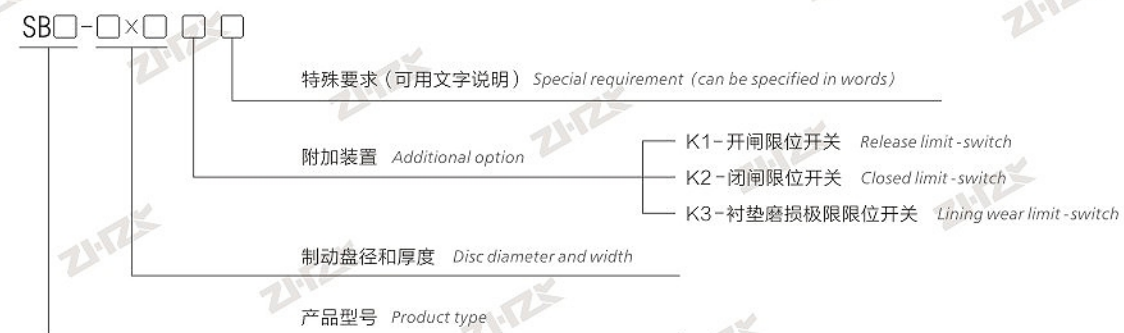 SB□-□×□ □ □
特殊要求(可用文字说明) Special requirement (can be specified in words)
附加装置 Additional option
K1-开闸限位开关 Release limit-switch
K2-闭闸限位开关 Closed limit-switch
K3-衬垫磨损极限限位开关 Lining wear limit-switch
制动盘径和厚度 Disc diameter and width
产品型号 Product type